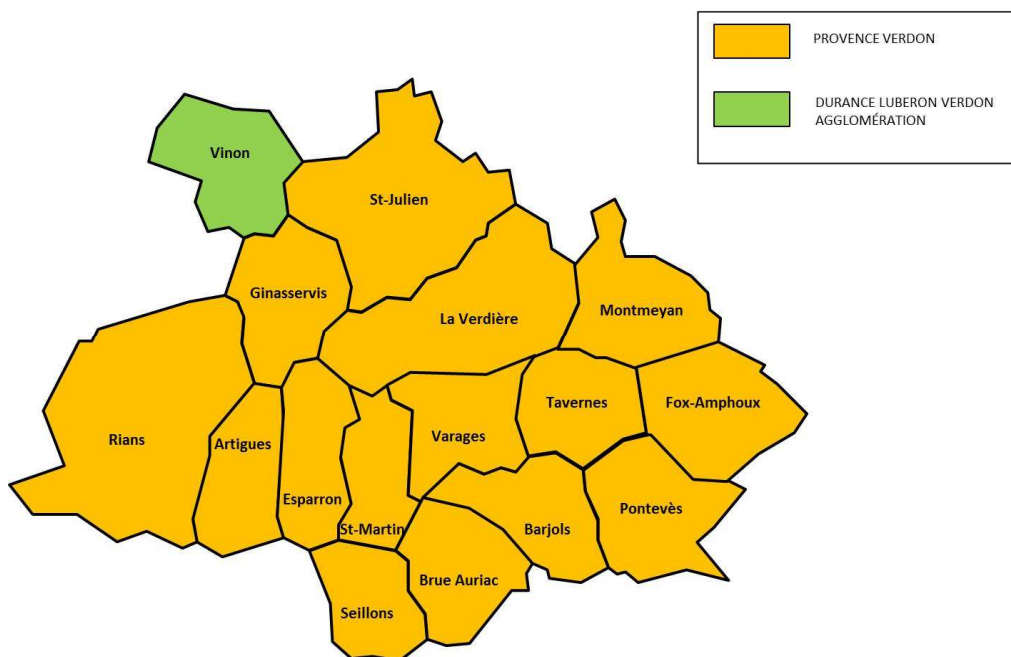 PROVENCE VERDON
DURANCE LUBERON VERDON
AGGLOMÉRATION
Vinon
St-Julien
Ginasservis
La Verdière
Montmeyan
Tavernes
Fox-Amphoux
Rians
Artigues
Varages
Esparron
St-Martin
Barjols
Pontevès
Brue Auriac
Seillons